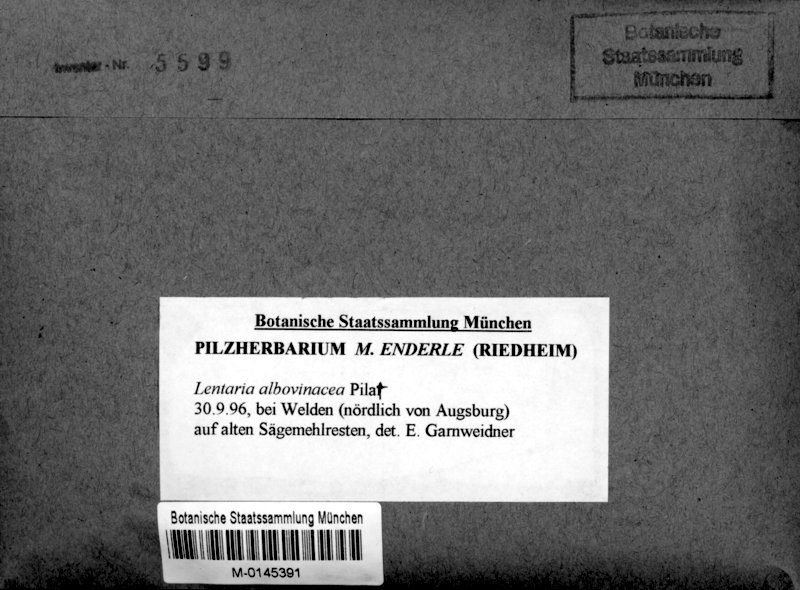 Inventar - Nr. 5599
Botanische
Staatssammlung
München
Botanische Staatssammlung München
PILZHERBARIUM M. ENDERLE (RIEDHEIM)
Lentaria albovinacea Pilat
30.9.96, bei Welden (nördlich von Augsburg)
auf alten Sägemehlresten, det. E. Garnweidner
Botanische Staatssammlung München
M-0145391